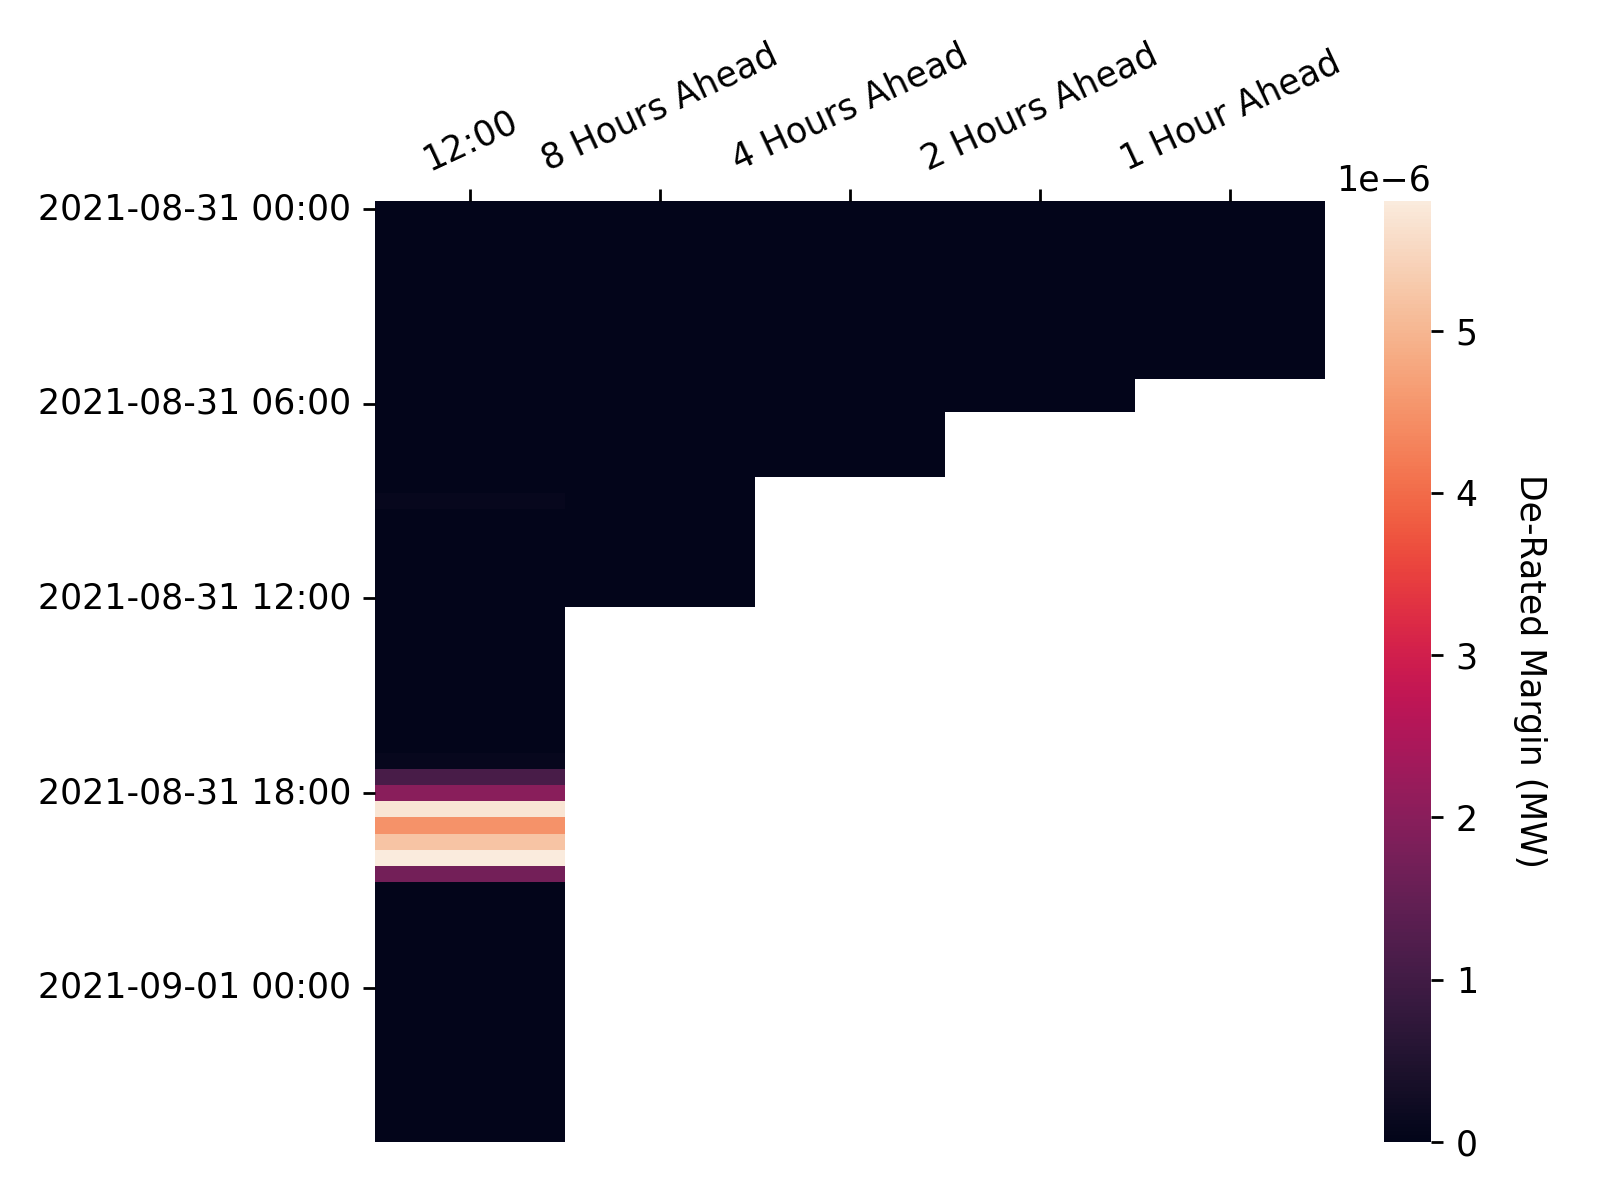 12:00
8 Hours Ahead
4 Hours Ahead
2 Hours Ahead
1 Hour Ahead
1e−6
2021-08-31 00:00
2021-08-31 06:00
2021-08-31 12:00
2021-08-31 18:00
2021-09-01 00:00
5
4
3
2
1
0
De-Rated Margin (MW)